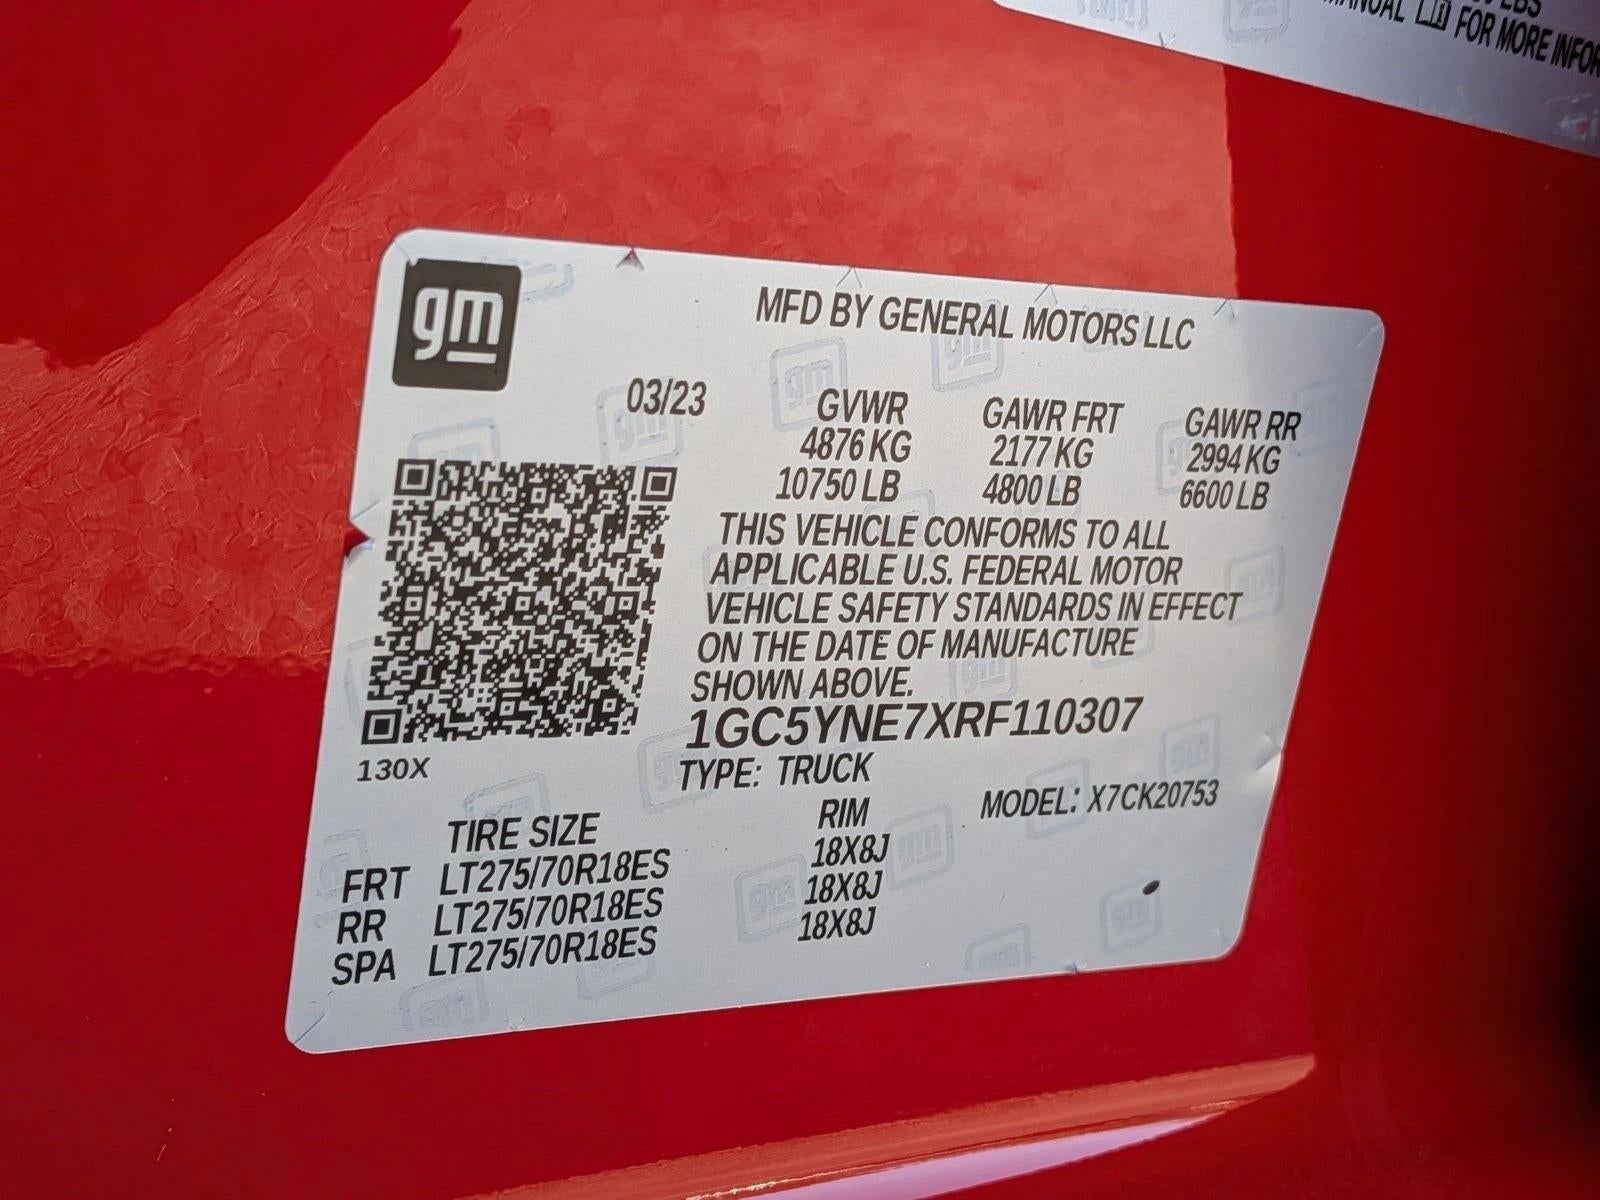 LBS
MANUAL FOR MORE INFOR
gm
MFD BY GENERAL MOTORS LLC
03/23
GVWR GAWR FRT GAWR RR
4876 KG 2177 KG 2994 KG
10750 LB 4800 LB 6600 LB
THIS VEHICLE CONFORMS TO ALL
APPLICABLE U.S. FEDERAL MOTOR
VEHICLE SAFETY STANDARDS IN EFFECT
ON THE DATE OF MANUFACTURE
SHOWN ABOVE.
1GC5YNE7XRF110307
130X
TYPE: TRUCK
MODEL: X7CK20753
TIRE SIZE RIM
FRT LT275/70R18ES 18X8J
RR LT275/70R18ES 18X8J
SPA LT275/70R18ES 18X8J